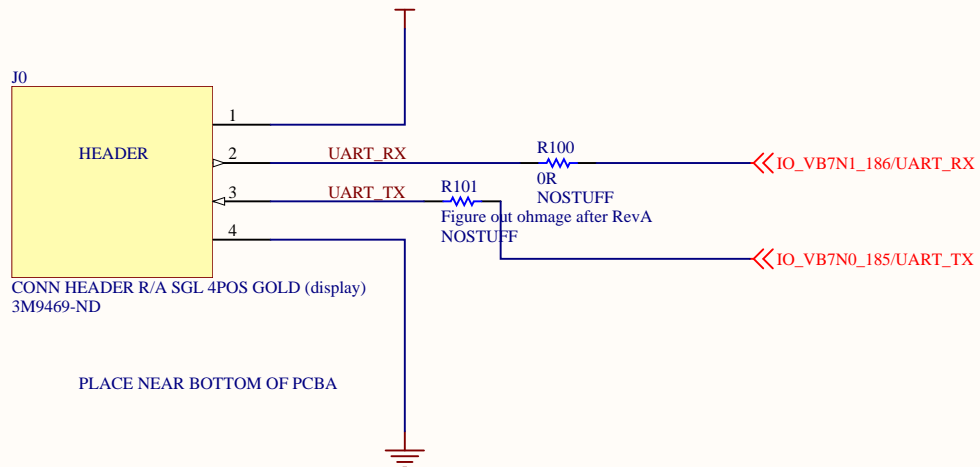 J0
1
HEADER
2
UART_RX
R100
0R
NOSTUFF
IO_VB7N1_186/UART_RX
3
UART_TX
R101
Figure out ohmage after RevA
NOSTUFF
4
IO_VB7N0_185/UART_TX
CONN HEADER R/A SGL 4POS GOLD (display)
3M9469-ND
PLACE NEAR BOTTOM OF PCBA